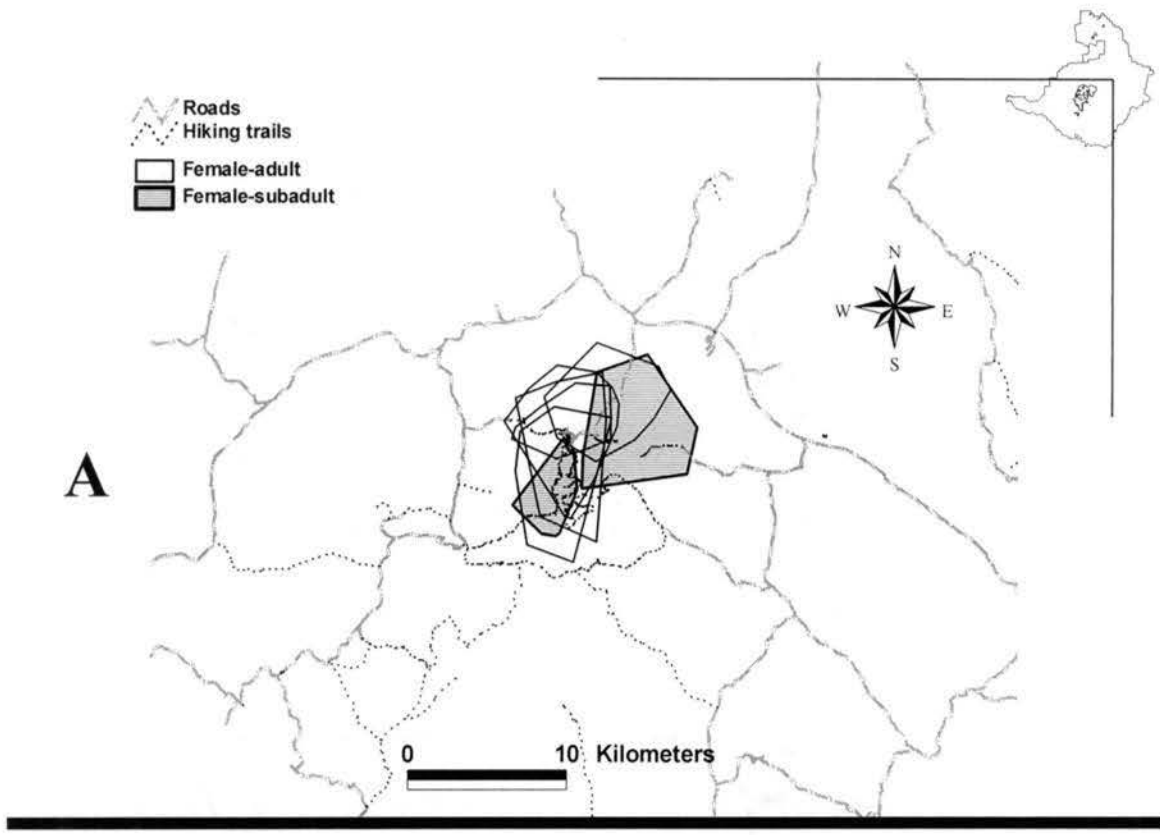 Roads
Hiking trails
Female-adult
Female-subadult
N
W E
S
A
0 10 Kilometers